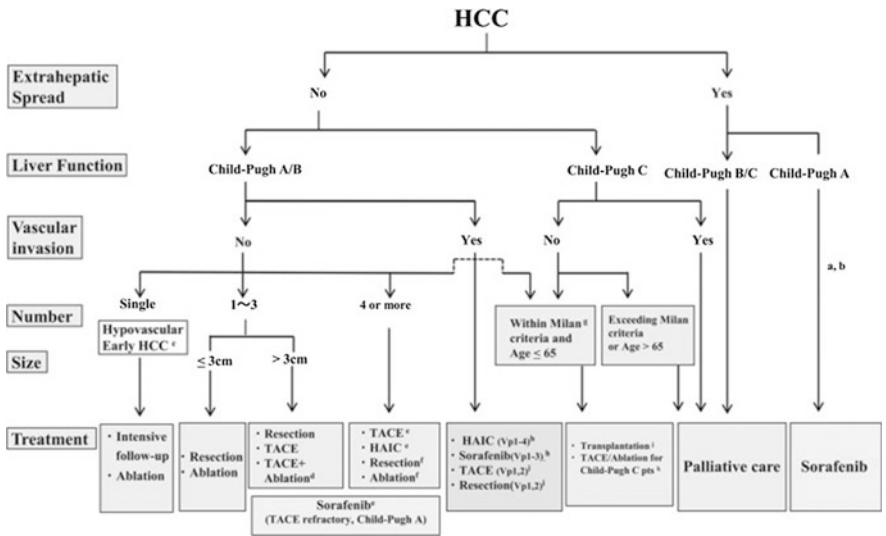 HCC
Extrahepatic
Spread
No
Yes
Liver Function
Child-Pugh A/B
Child-Pugh C
Child-Pugh B/C
Child-Pugh A
Vascular
invasion
No
Yes
No
Yes
a, b
Number
Single
1〜3
4 or more
Hypovascular
Early HCC c
Within Milan g
criteria and
Age ≤ 65
Exceeding Milan
criteria
or Age > 65
Size
≤ 3cm
> 3cm
Treatment
・Intensive
follow-up
・Ablation
・Resection
・Ablation
・Resection
・TACE
・TACE+
Ablation d
・TACE e
・HAIC e
・Resection f
・Ablation f
Sorafenib e
(TACE refractory, Child-Pugh A)
・HAIC (Vp1-4) h
・Sorafenib(Vp1-3) h
・TACE (Vp1,2)
・Resection(Vp1,2)
・Transplantation
・TACE/Ablation for
Child-Pugh C pts
Palliative care
Sorafenib